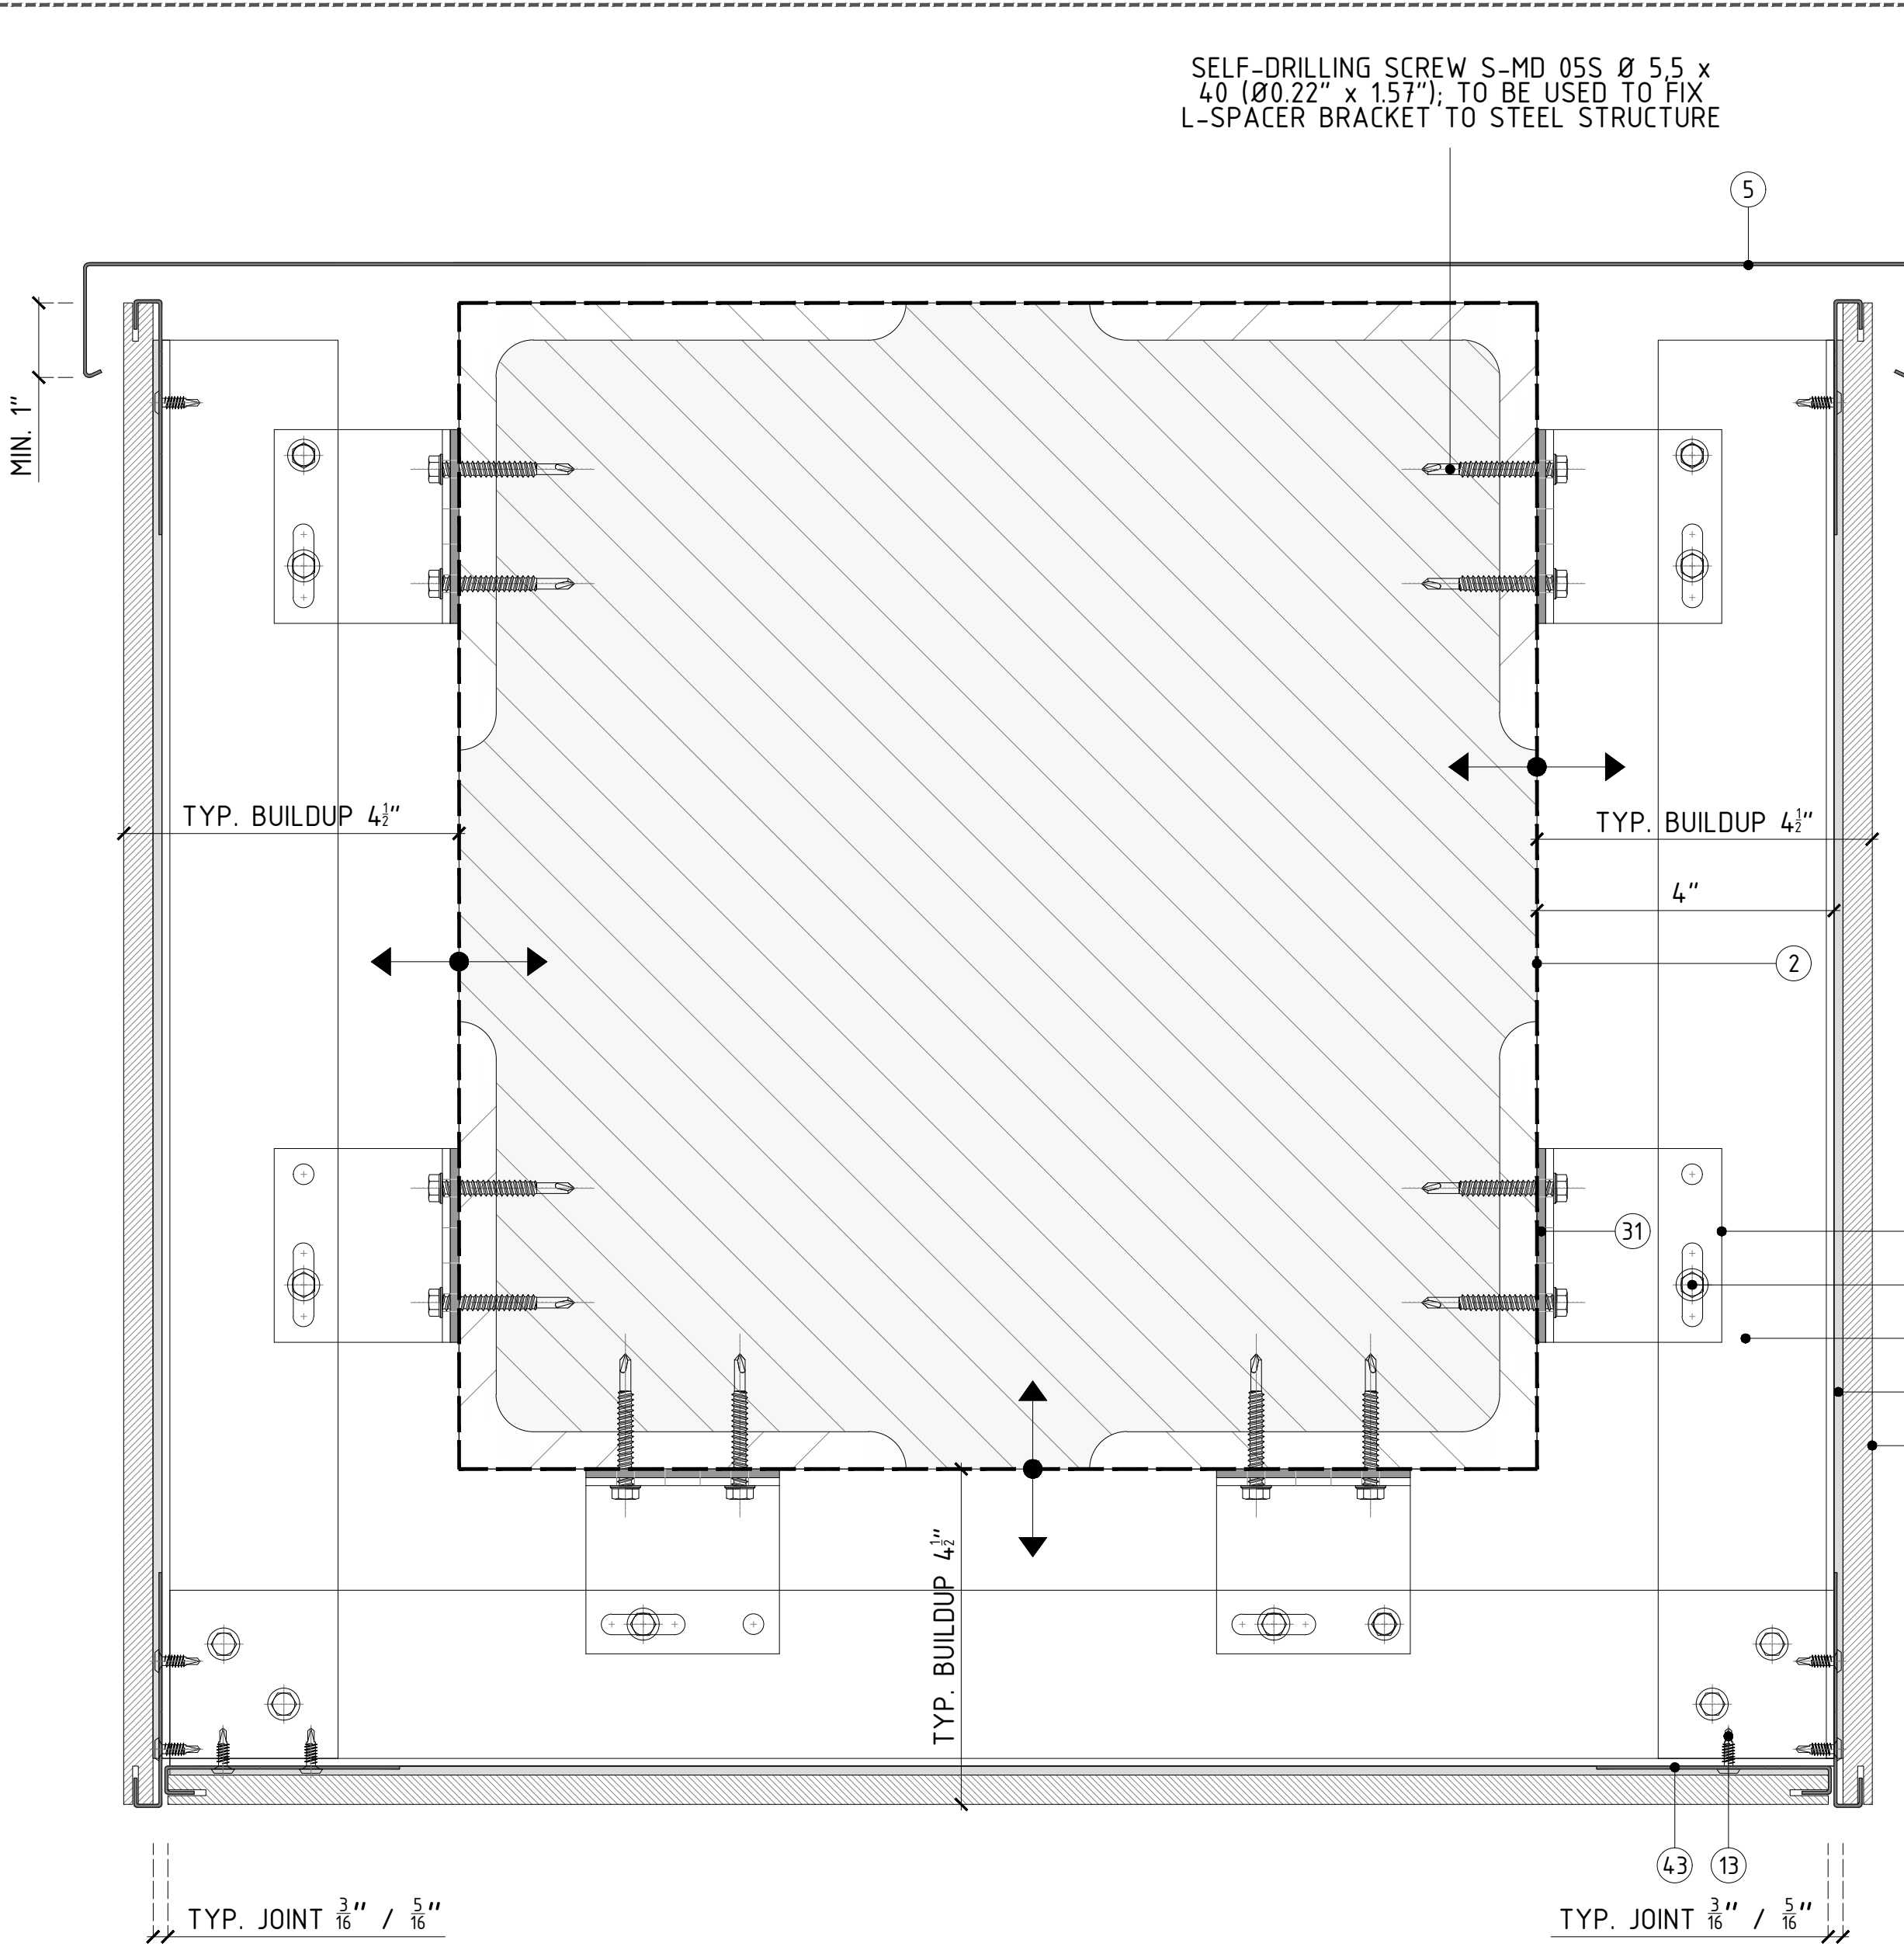 SELF-DRILLING SCREW S-MD 05S Ø 5,5 x
40 (Ø0.22" x 1.57"); TO BE USED TO FIX
L-SPACER BRACKET TO STEEL STRUCTURE
5
MIN. 1"
TYP. BUILDUP 4½"
TYP. BUILDUP 4½"
4"
2
31
TYP. BUILDUP 4½"
43
13
TYP. JOINT 3/16" / 5/16"
TYP. JOINT 3/16" / 5/16"